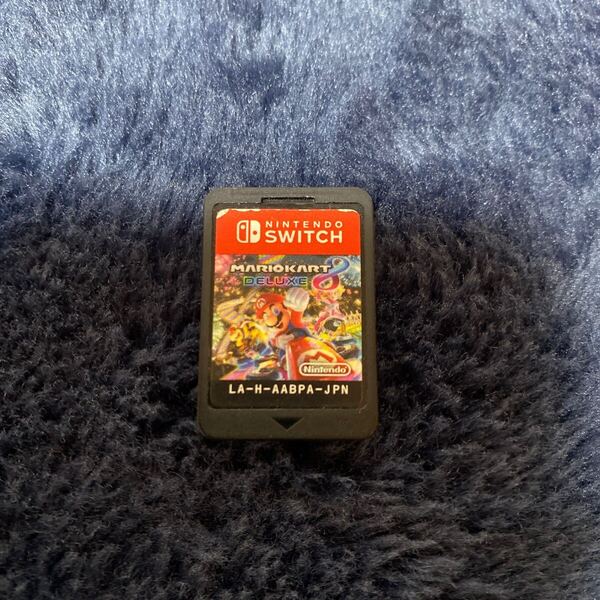 NINTENDO
SWITCH
MARIOKART 8
DELUXE
M
Nintendo
LA-H-AABPA-JPN